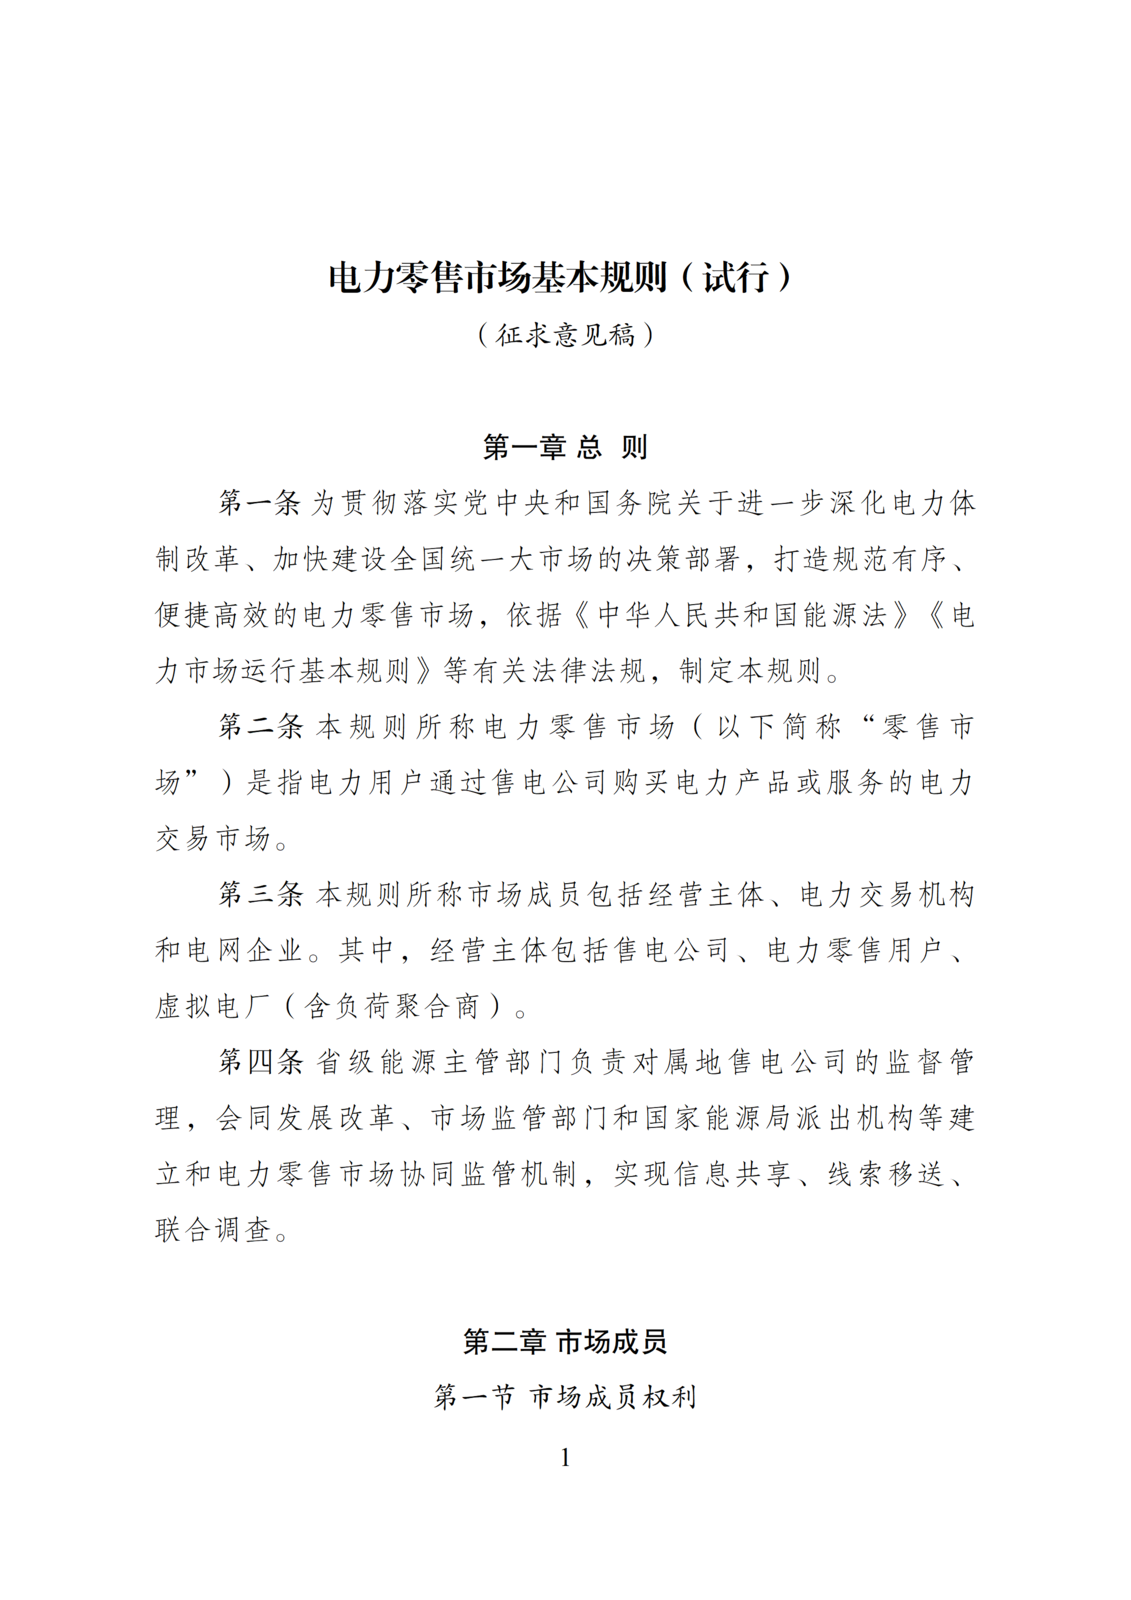 电力零售市场基本规则（试行）
（征求意见稿）
第一章 总 则
第一条 为贯彻落实党中央和国务院关于进一步深化电力体
制改革、加快建设全国统一大市场的决策部署，打造规范有序、
便捷高效的电力零售市场，依据《中华人民共和国能源法》《电
力市场运行基本规则》等有关法律法规，制定本规则。
第二条 本规则所称电力零售市场（以下简称“零售市
场”）是指电力用户通过售电公司购买电力产品或服务的电力
交易市场。
第三条 本规则所称市场成员包括经营主体、电力交易机构
和电网企业。其中，经营主体包括售电公司、电力零售用户、
虚拟电厂（含负荷聚合商）。
第四条 省级能源主管部门负责对属地售电公司的监督管
理，会同发展改革、市场监管部门和国家能源局派出机构等建
立和电力零售市场协同监管机制，实现信息共享、线索移送、
联合调查。
第二章 市场成员
第一节 市场成员权利
1